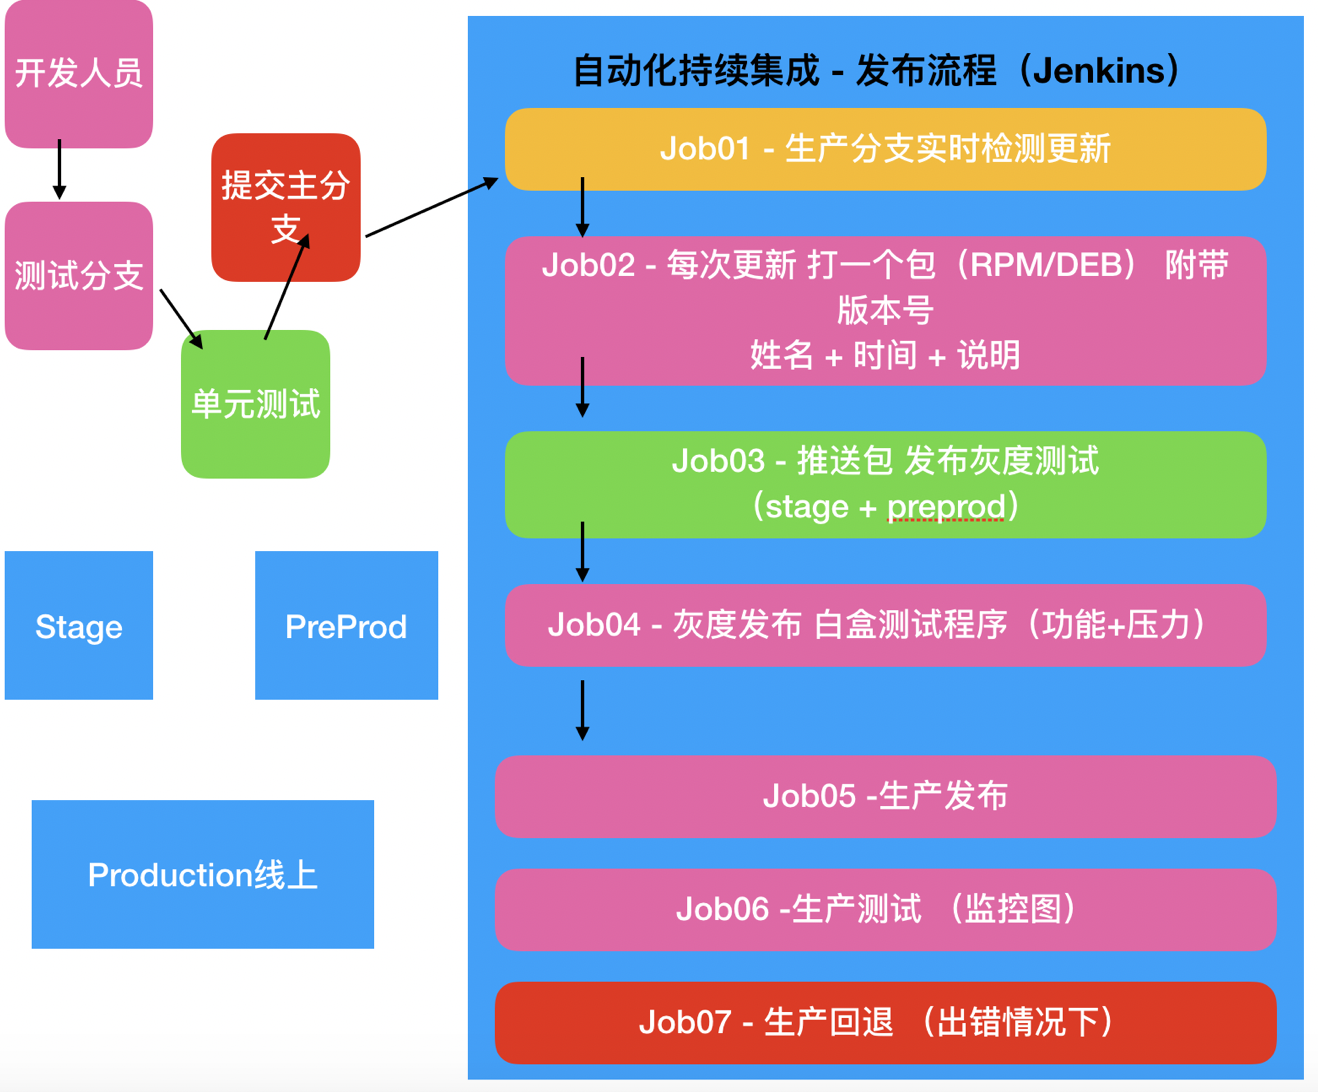 开发人员
测试分支
提交主分
支
单元测试
Stage
PreProd
Production线上
自动化持续集成 - 发布流程（Jenkins）
Job01 - 生产分支实时检测更新
Job02 - 每次更新 打一个包（RPM/DEB） 附带
版本号
姓名 + 时间 + 说明
Job03 - 推送包 发布灰度测试
（stage + preprod）
Job04 - 灰度发布 白盒测试程序（功能+压力）
Job05 -生产发布
Job06 -生产测试 （监控图）
Job07 - 生产回退 （出错情况下）